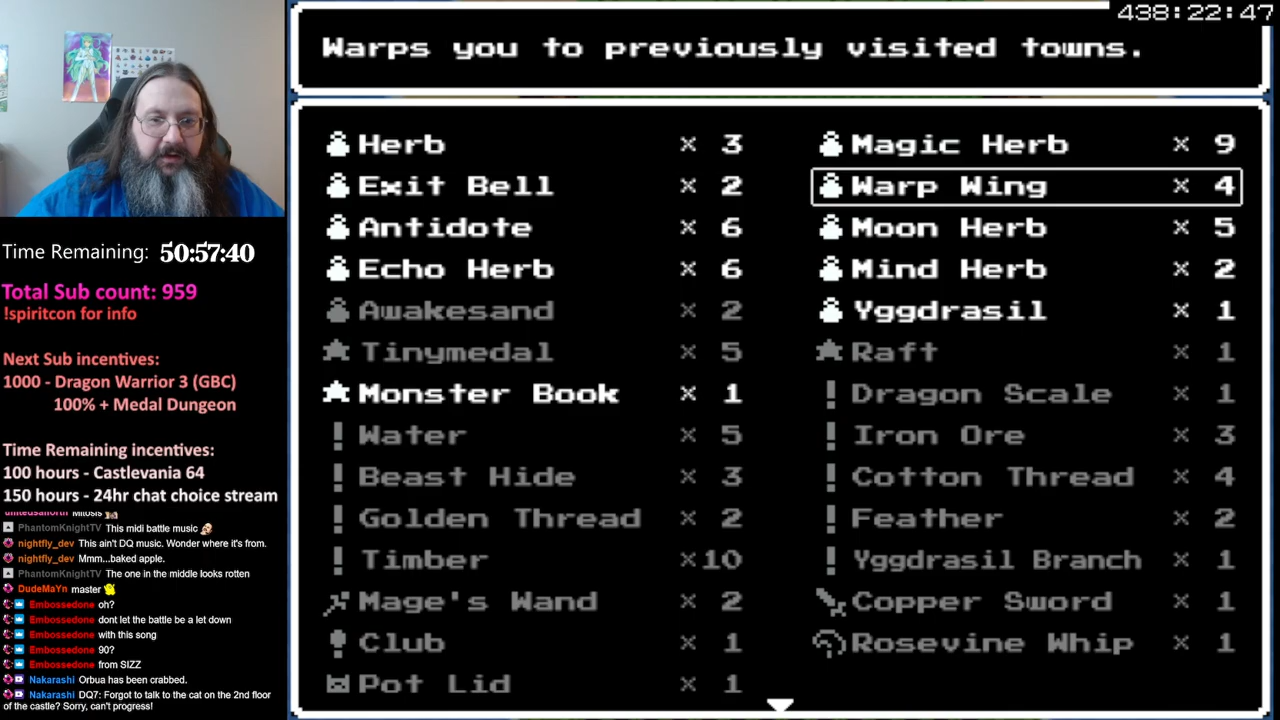 438:22:47
Warps you to previously visited towns.
Herb × 3 Magic Herb × 9
Exit Bell × 2 Warp Wing × 4
Antidote × 6 Moon Herb × 5
Echo Herb × 6 Mind Herb × 2
Awakesand × 2 Yggdrasil × 1
Tinymedal × 5 Raft × 1
Monster Book × 1 Dragon Scale × 1
Water × 5 Iron Ore × 3
Beast Hide × 3 Cotton Thread × 4
Golden Thread × 2 Feather × 2
Timber ×10 Yggdrasil Branch × 1
Mage's Wand × 2 Copper Sword × 1
Club × 1 Rosevine Whip × 1
Pot Lid × 1
Time Remaining: 50:57:40
Total Sub count: 959
!spiritcon for info
Next Sub incentives:
1000 - Dragon Warrior 3 (GBC)
100% + Medal Dungeon
Time Remaining incentives:
100 hours - Castlevania 64
150 hours - 24hr chat choice stream
PhantomKnightTV This midi battle music
nightfly_dev This ain't DQ music. Wonder where it's from.
nightfly_dev Mmm...baked apple.
PhantomKnightTV The one in the middle looks rotten
DudeMaYn master
Embossedone oh?
Embossedone dont let the battle be a let down
Embossedone with this song
Embossedone 90?
Embossedone from SIZZ
Nakarashi Orbua has been crabbed.
Nakarashi DQ7: Forgot to talk to the cat on the 2nd floor
of the castle? Sorry, can't progress!